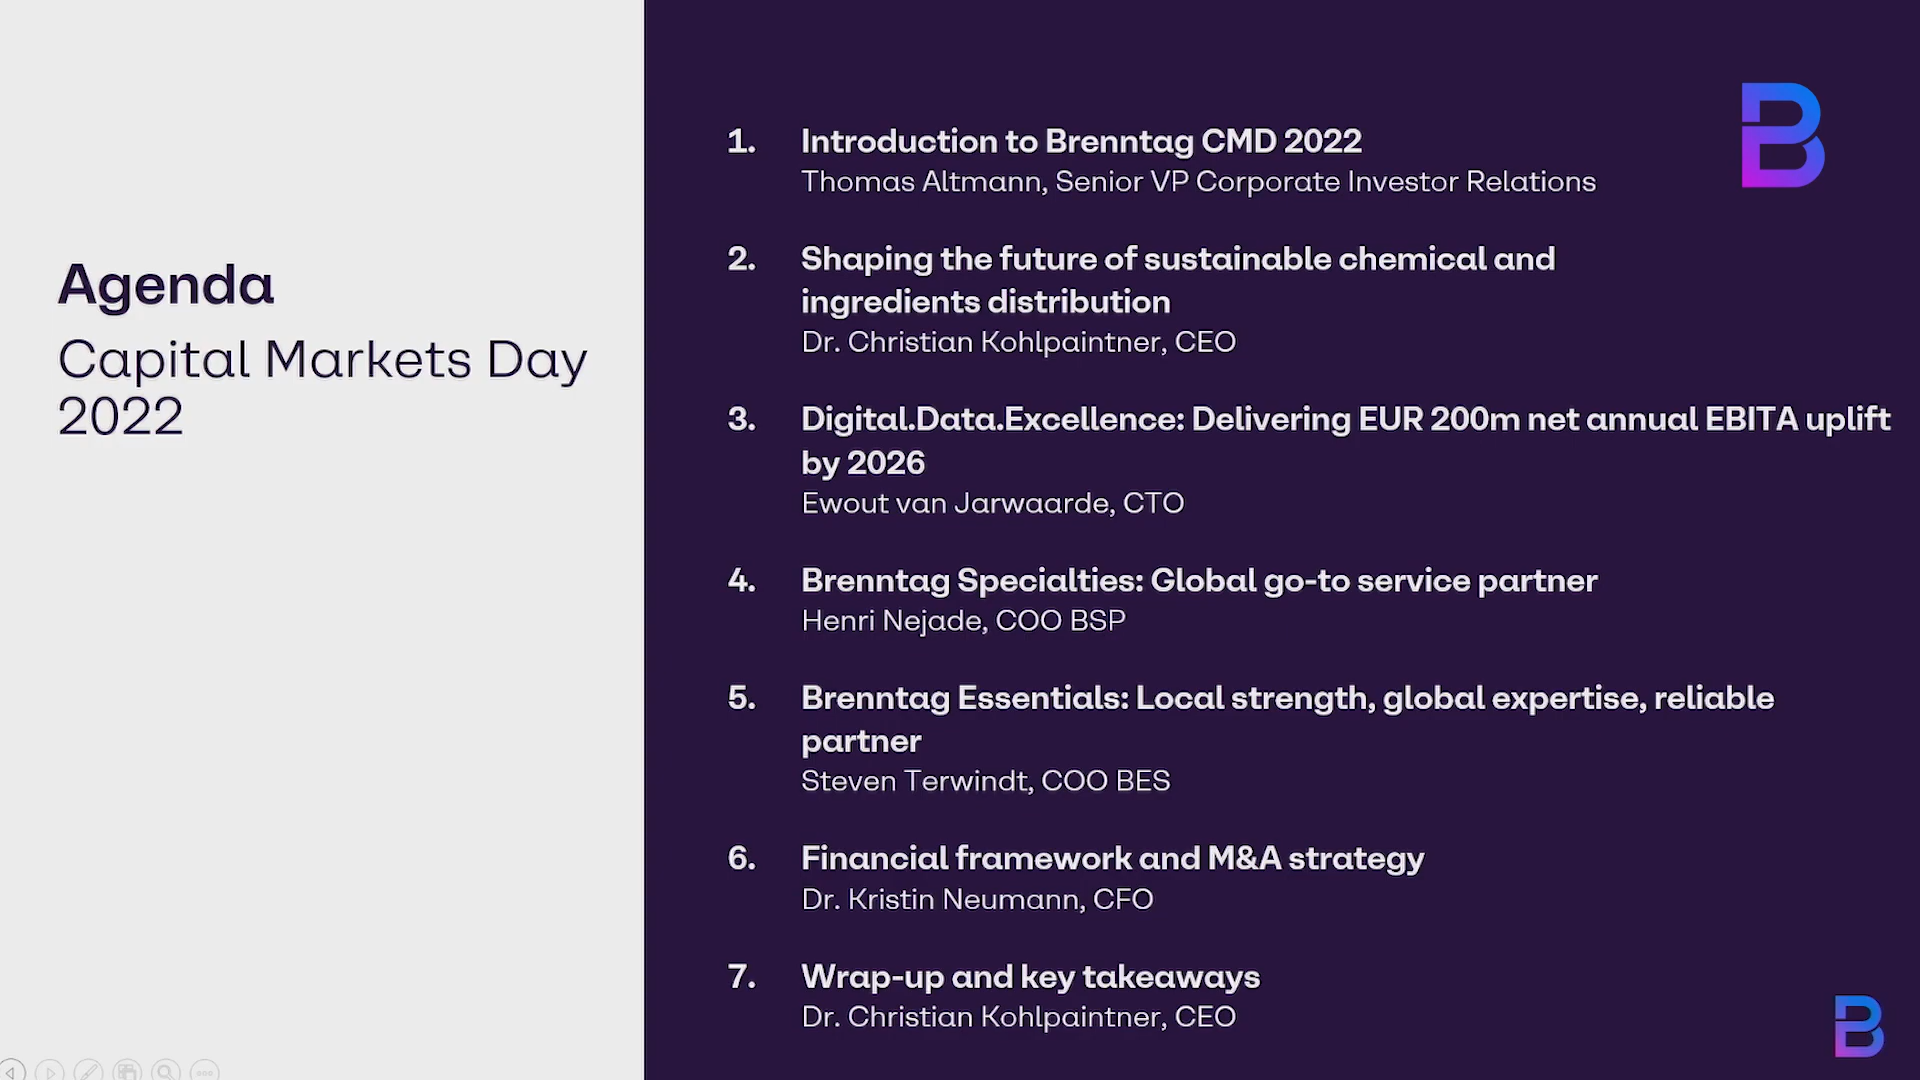 Agenda
Capital Markets Day
2022
1. Introduction to Brenntag CMD 2022
Thomas Altmann, Senior VP Corporate Investor Relations
2. Shaping the future of sustainable chemical and
ingredients distribution
Dr. Christian Kohlpaintner, CEO
3. Digital.Data.Excellence: Delivering EUR 200m net annual EBITA uplift
by 2026
Ewout van Jarwaarde, CTO
4. Brenntag Specialties: Global go-to service partner
Henri Nejade, COO BSP
5. Brenntag Essentials: Local strength, global expertise, reliable
partner
Steven Terwindt, COO BES
6. Financial framework and M&A strategy
Dr. Kristin Neumann, CFO
7. Wrap-up and key takeaways
Dr. Christian Kohlpaintner, CEO